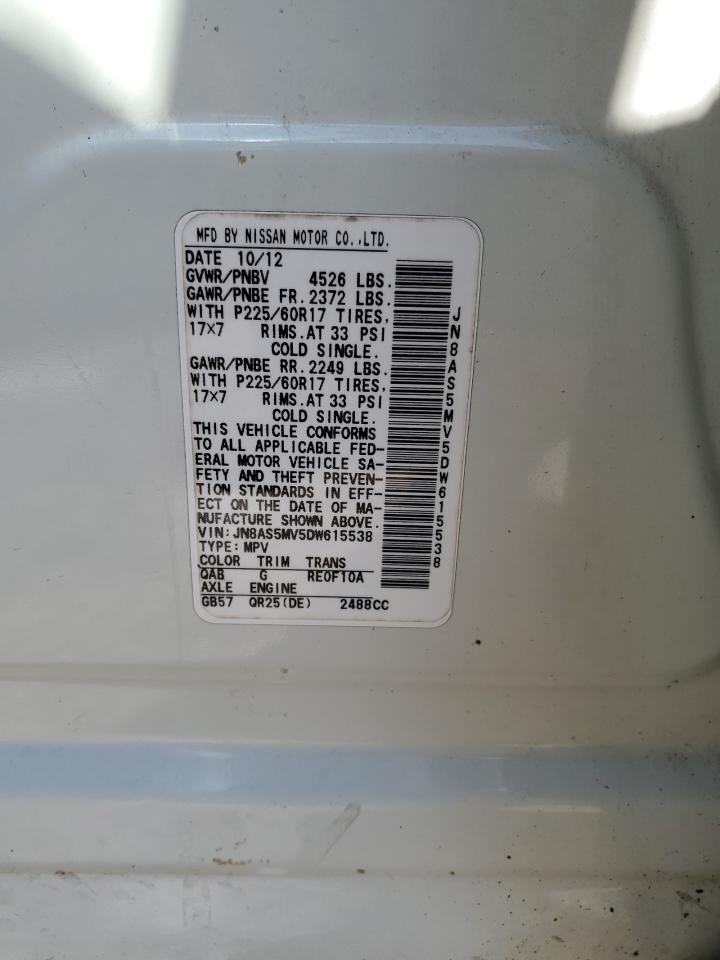 MFD BY NISSAN MOTOR CO.,LTD.
DATE 10/12
GVWR/PNBV 4526 LBS.
GAWR/PNBE FR. 2372 LBS.
WITH P225/60R17 TIRES,
17×7 RIMS.AT 33 PSI
COLD SINGLE.
GAWR/PNBE RR. 2249 LBS.
WITH P225/60R17 TIRES,
17×7 RIMS.AT 33 PSI
COLD SINGLE.
THIS VEHICLE CONFORMS
TO ALL APPLICABLE FED-
ERAL MOTOR VEHICLE SA-
FETY AND THEFT PREVEN-
TION STANDARDS IN EFF-
ECT ON THE DATE OF MA-
NUFACTURE SHOWN ABOVE.
VIN: JN8AS5MV5DW615538
TYPE: MPV
COLOR TRIM TRANS
QAB G RE0F10A
AXLE ENGINE
GB57 QR25(DE) 2488CC
JN8AS5MV5DW615538